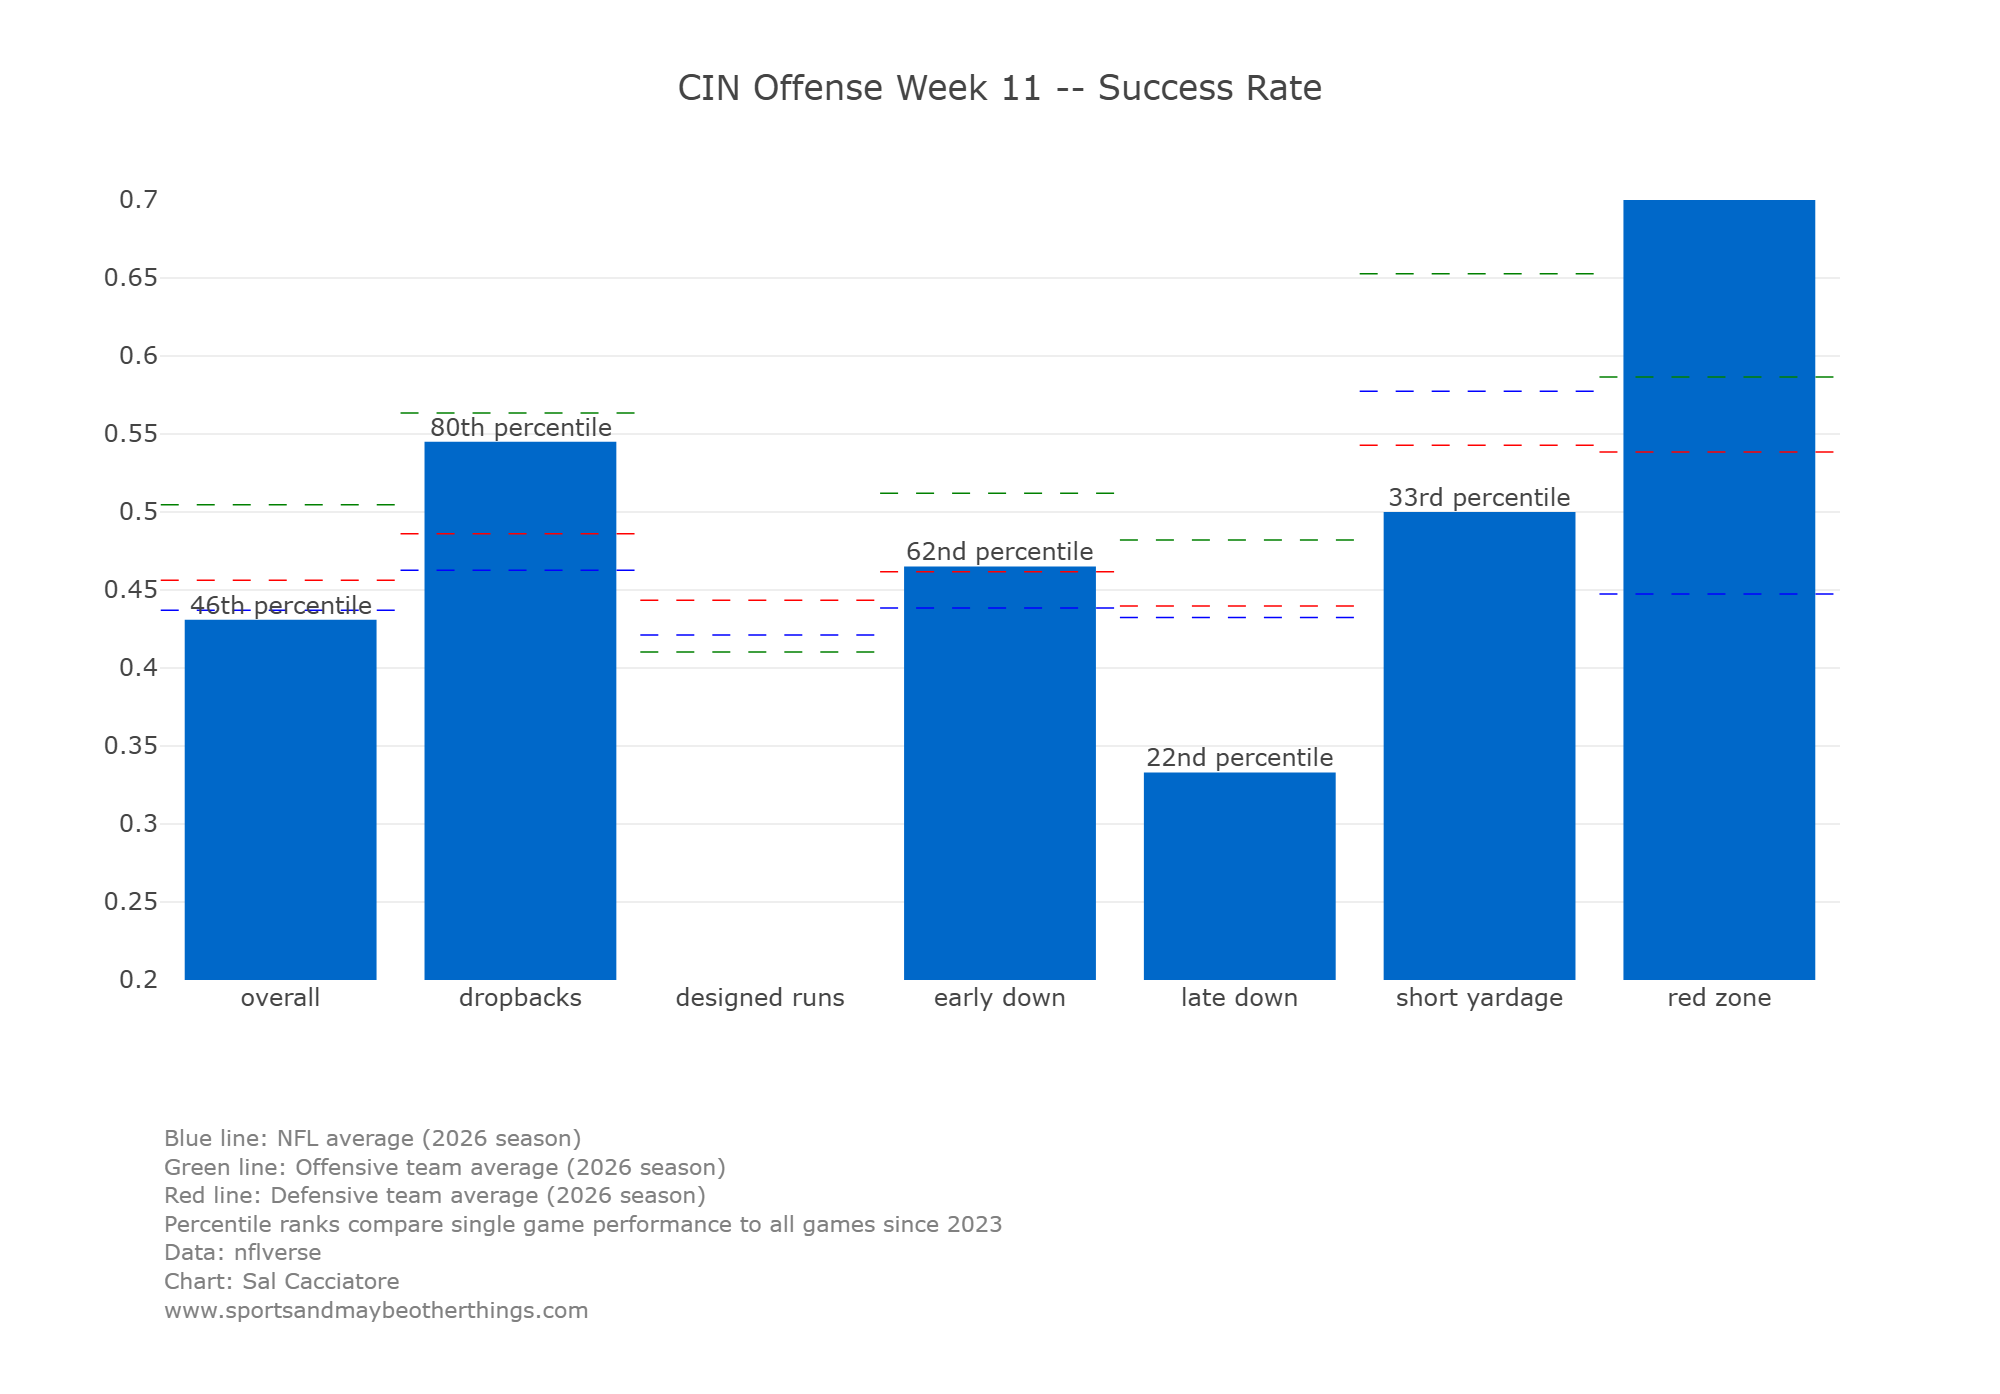 CIN Offense Week 11 -- Success Rate
0.7
0.65
0.6
0.55
0.5
0.45
0.4
0.35
0.3
0.25
0.2
46th percentile
80th percentile
62nd percentile
22nd percentile
33rd percentile
overall
dropbacks
designed runs
early down
late down
short yardage
red zone
Blue line: NFL average (2026 season)
Green line: Offensive team average (2026 season)
Red line: Defensive team average (2026 season)
Percentile ranks compare single game performance to all games since 2023
Data: nflverse
Chart: Sal Cacciatore
www.sportsandmaybeotherthings.com